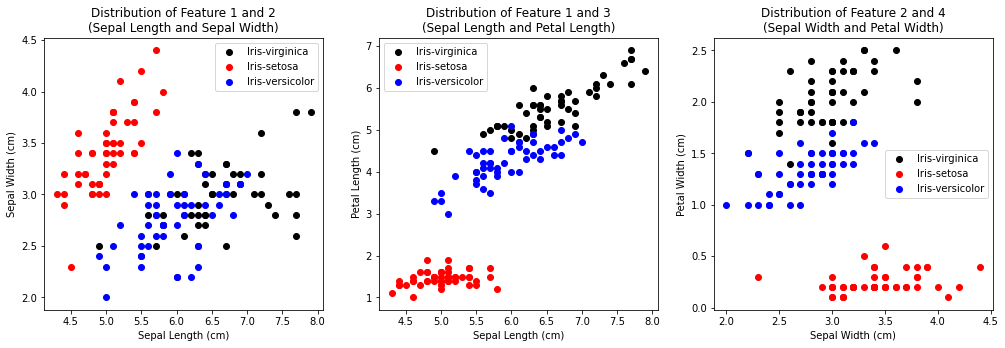 Distribution of Feature 1 and 2
(Sepal Length and Sepal Width)
Iris-virginica
Iris-setosa
Iris-versicolor
4.5
4.0
3.5
3.0
2.5
2.0
Sepal Width (cm)
4.5 5.0 5.5 6.0 6.5 7.0 7.5 8.0
Sepal Length (cm)
Distribution of Feature 1 and 3
(Sepal Length and Petal Length)
Iris-virginica
Iris-setosa
Iris-versicolor
7
6
5
4
3
2
1
Petal Length (cm)
4.5 5.0 5.5 6.0 6.5 7.0 7.5 8.0
Sepal Length (cm)
Distribution of Feature 2 and 4
(Sepal Width and Petal Width)
Iris-virginica
Iris-setosa
Iris-versicolor
2.5
2.0
1.5
1.0
0.5
0.0
Petal Width (cm)
2.0 2.5 3.0 3.5 4.0 4.5
Sepal Width (cm)